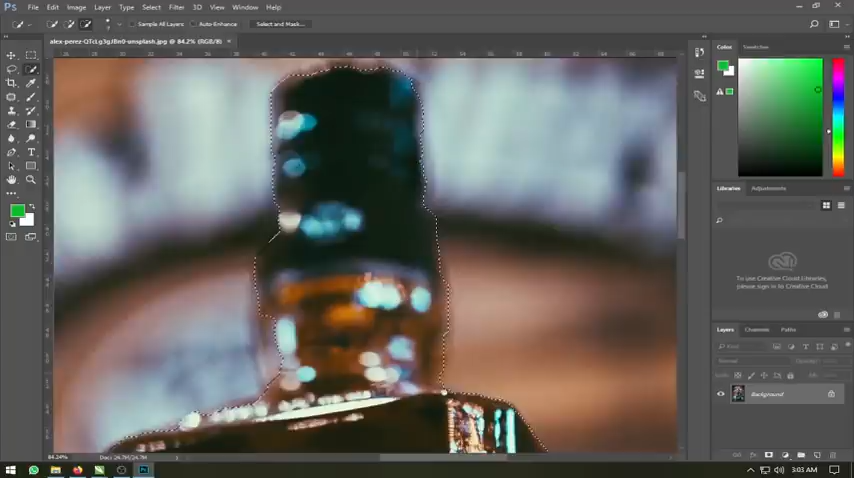 Ps File Edit Image Layer Type Select Filter 3D View Window Help
Sample All Layers Auto-Enhance Select and Mask...
alex-perez-QTcLg3gJBn0-unsplash.jpg @ 84.2% (RGB/8) ×
Color Swatches
Libraries Adjustments
To use Creative Cloud Libraries,
please sign in to Creative Cloud
Layers Channels Paths
Kind
Normal
Background
84.24% Doc: 24.7M/24.7M
3:03 AM